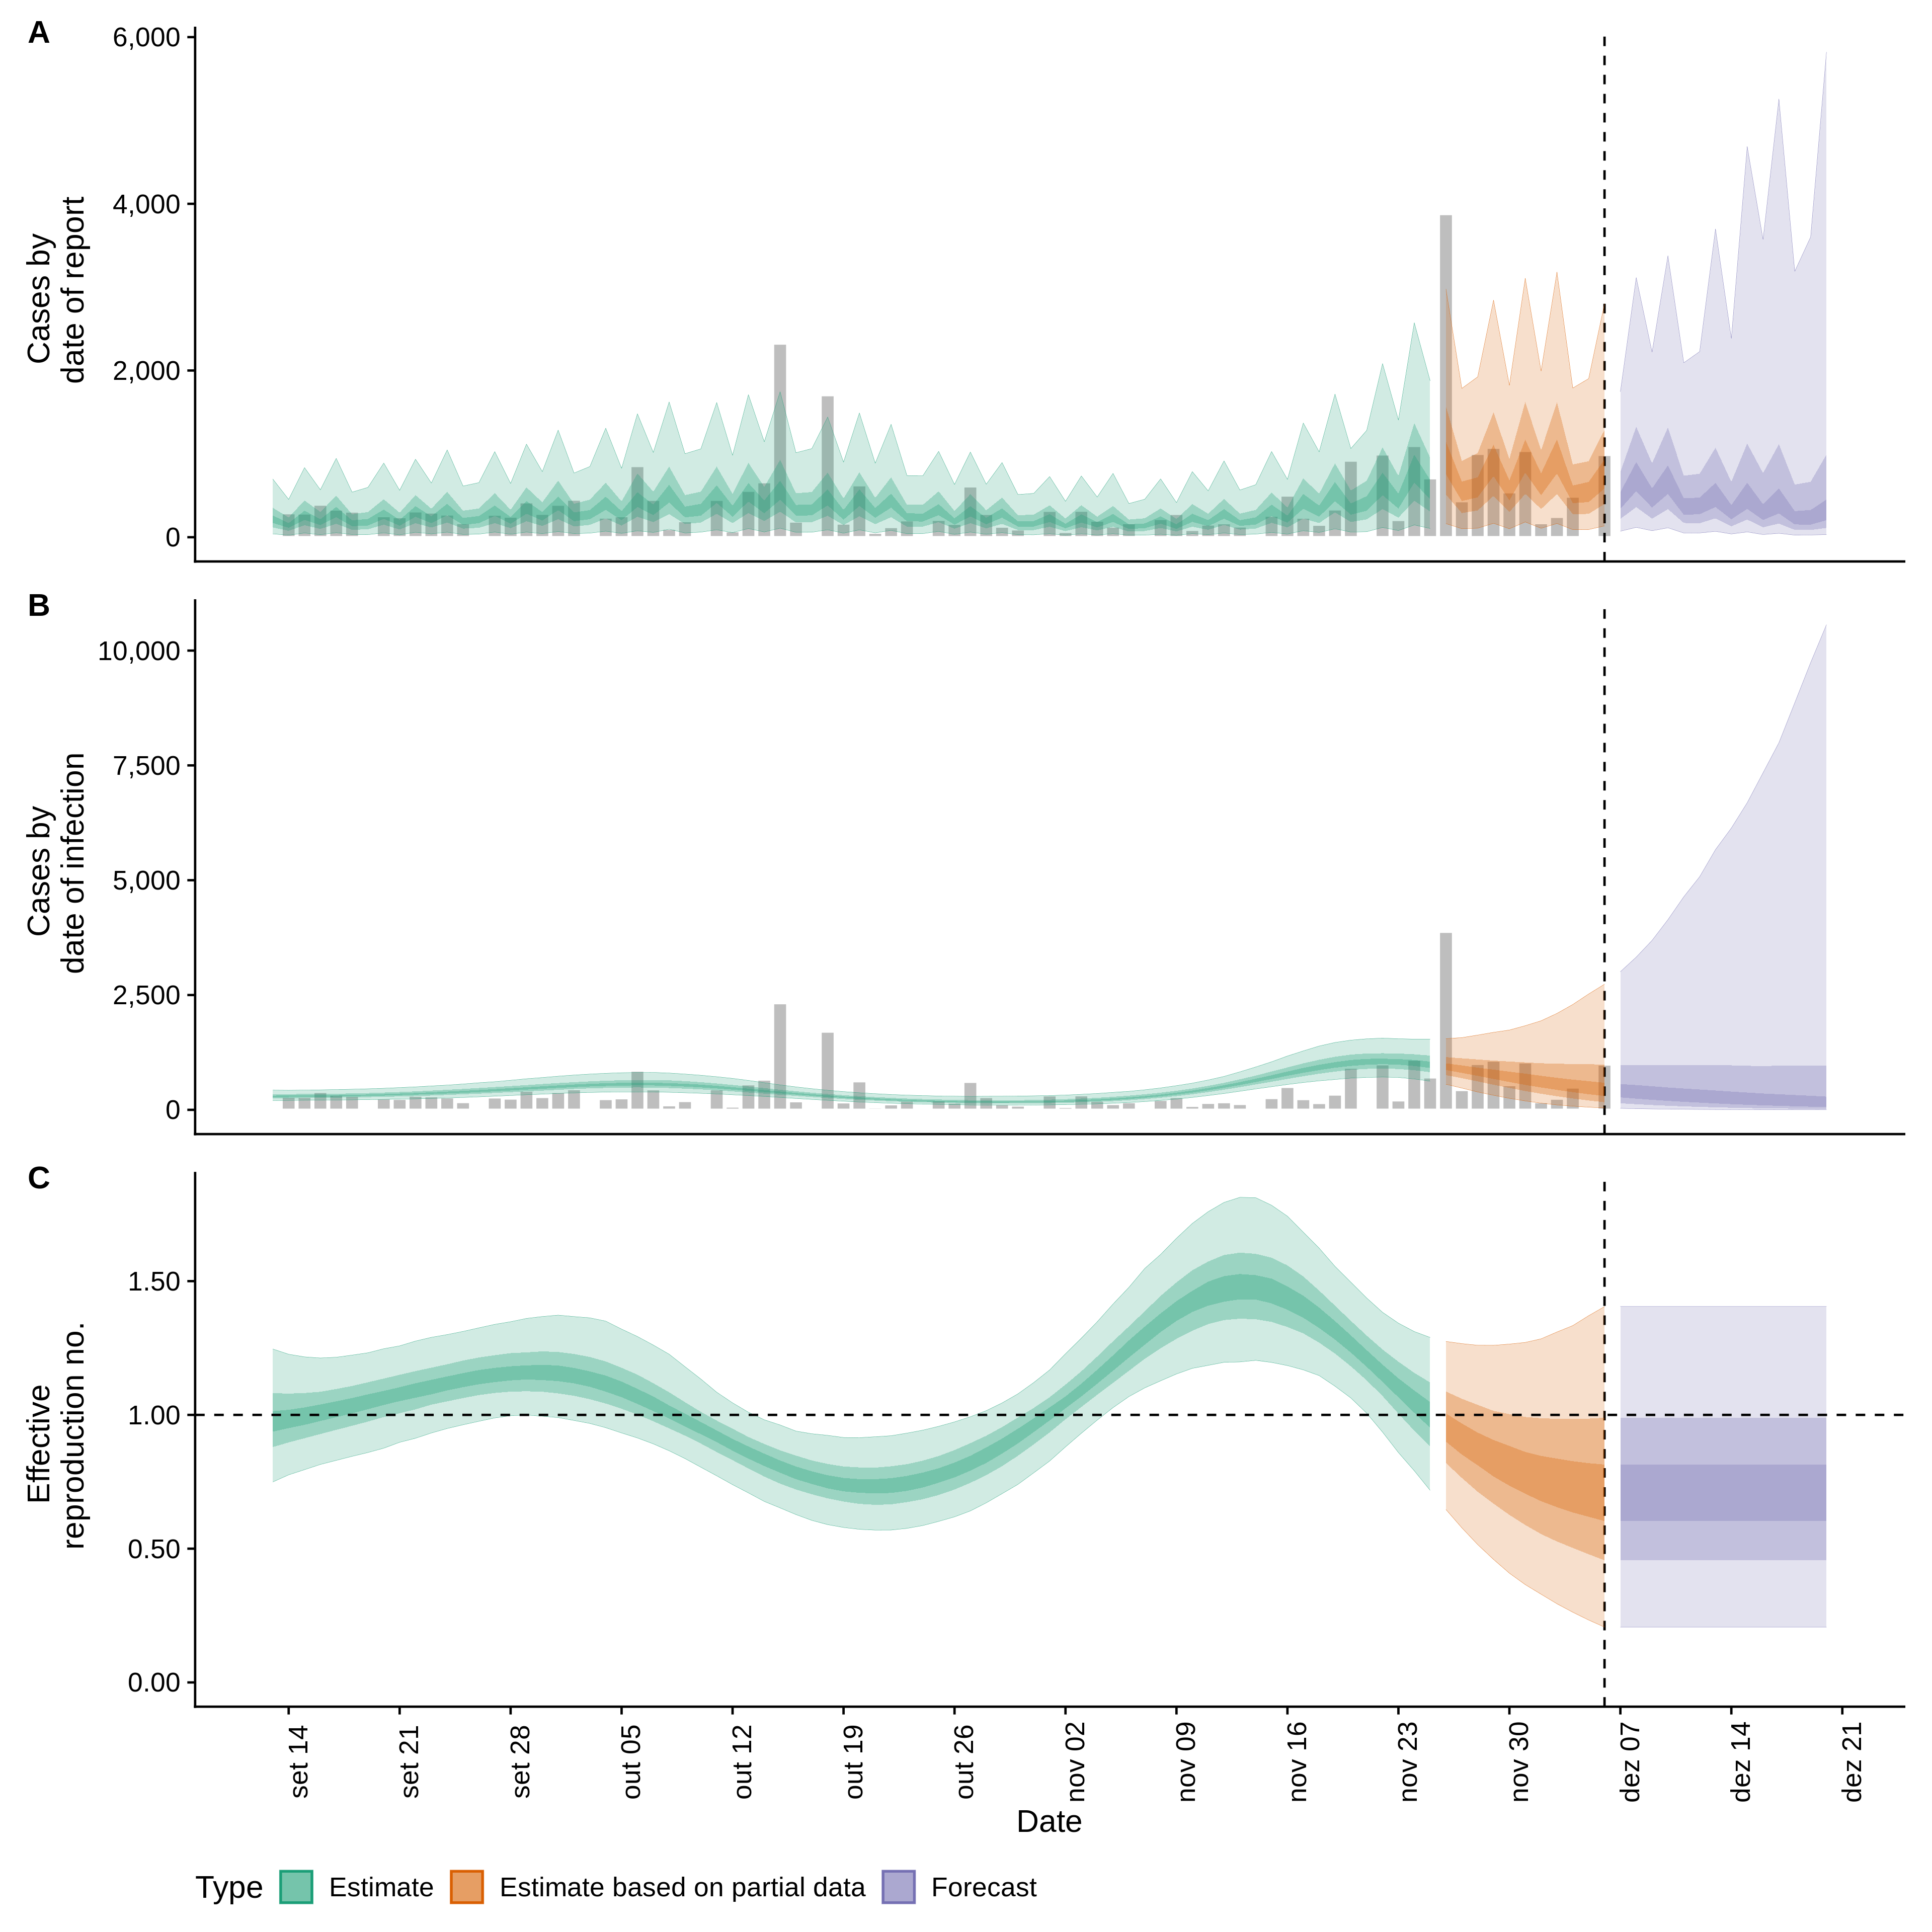 A
Cases by
date of report
6,000
4,000
2,000
0
B
Cases by
date of infection
10,000
7,500
5,000
2,500
0
C
Effective
reproduction no.
1.50
1.00
0.50
0.00
set 14
set 21
set 28
out 05
out 12
out 19
out 26
nov 02
nov 09
nov 16
nov 23
nov 30
dez 07
dez 14
dez 21
Date
Type Estimate Estimate based on partial data Forecast